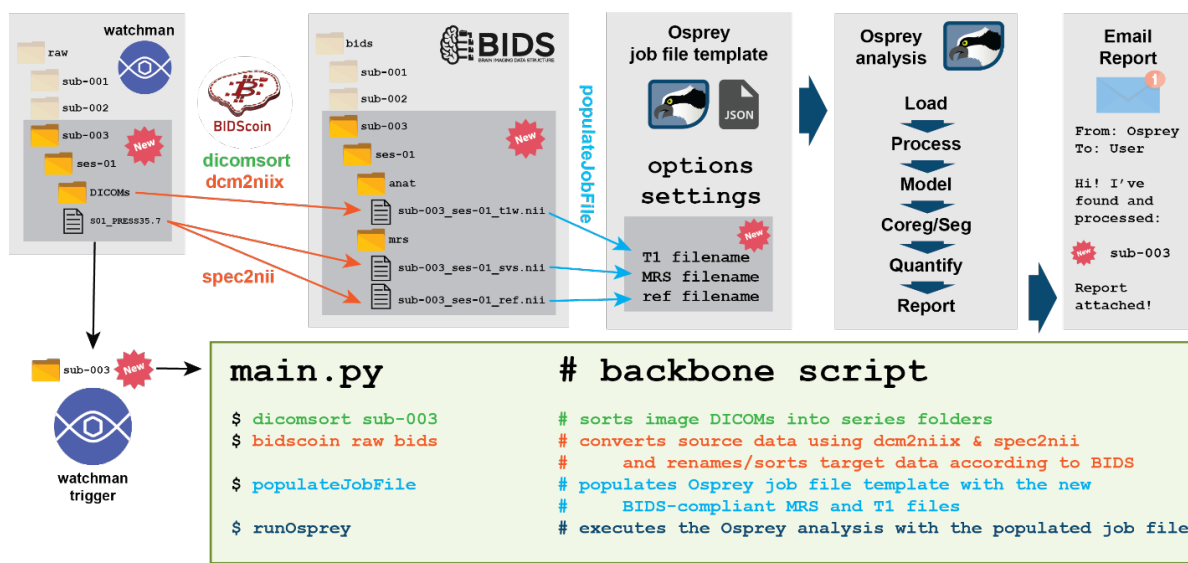 watchman
raw
sub-001
sub-002
sub-003
New
ses-01
DICOMs
S01_PRESS35.7
BIDScoin
dicomsort
dcm2niix
spec2nii
bids
BIDS
BRAIN IMAGING DATA STRUCTURE
sub-001
sub-002
sub-003
New
ses-01
anat
sub-003_ses-01_t1w.nii
mrs
sub-003_ses-01_svs.nii
sub-003_ses-01_ref.nii
populateJobFile
Osprey
job file template
JSON
options
settings
New
T1 filename
MRS filename
ref filename
Osprey
analysis
Load
Process
Model
Coreg/Seg
Quantify
Report
Email
Report
1
From: Osprey
To: User
Hi! I've
found and
processed:
New sub-003
Report
attached!
sub-003 New
watchman
trigger
main.py # backbone script
$ dicomsort sub-003 # sorts image DICOMs into series folders
$ bidscoin raw bids # converts source data using dcm2niix & spec2nii
# and renames/sorts target data according to BIDS
$ populateJobFile # populates Osprey job file template with the new
# BIDS-compliant MRS and T1 files
$ runOsprey # executes the Osprey analysis with the populated job file